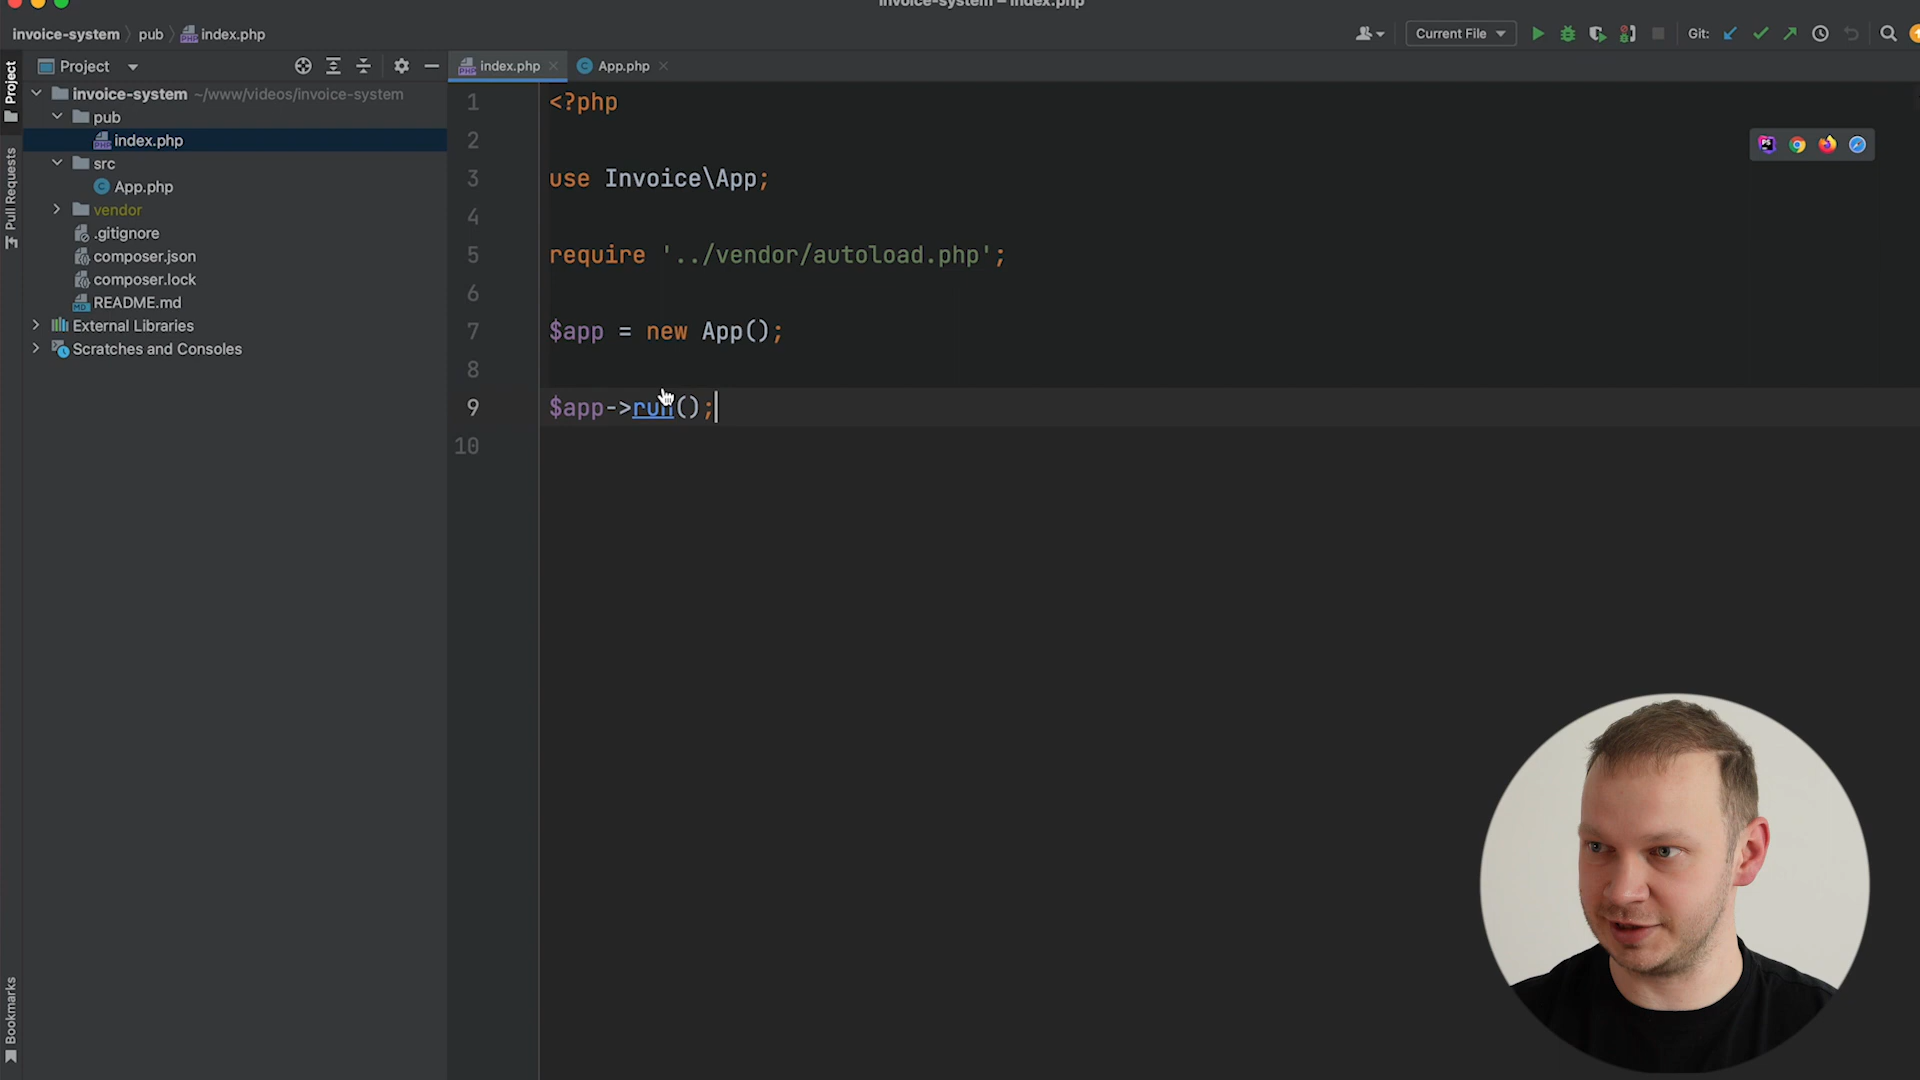 invoice-system – index.php
invoice-system pub index.php
Current File Git:
Project
index.php App.php
Project
Pull Requests
Bookmarks
invoice-system ~/www/videos/invoice-system
pub
index.php
src
App.php
vendor
.gitignore
composer.json
composer.lock
README.md
External Libraries
Scratches and Consoles
1 <?php
2
3 use Invoice\App;
4
5 require '../vendor/autoload.php';
6
7 $app = new App();
8
9 $app->run();
10